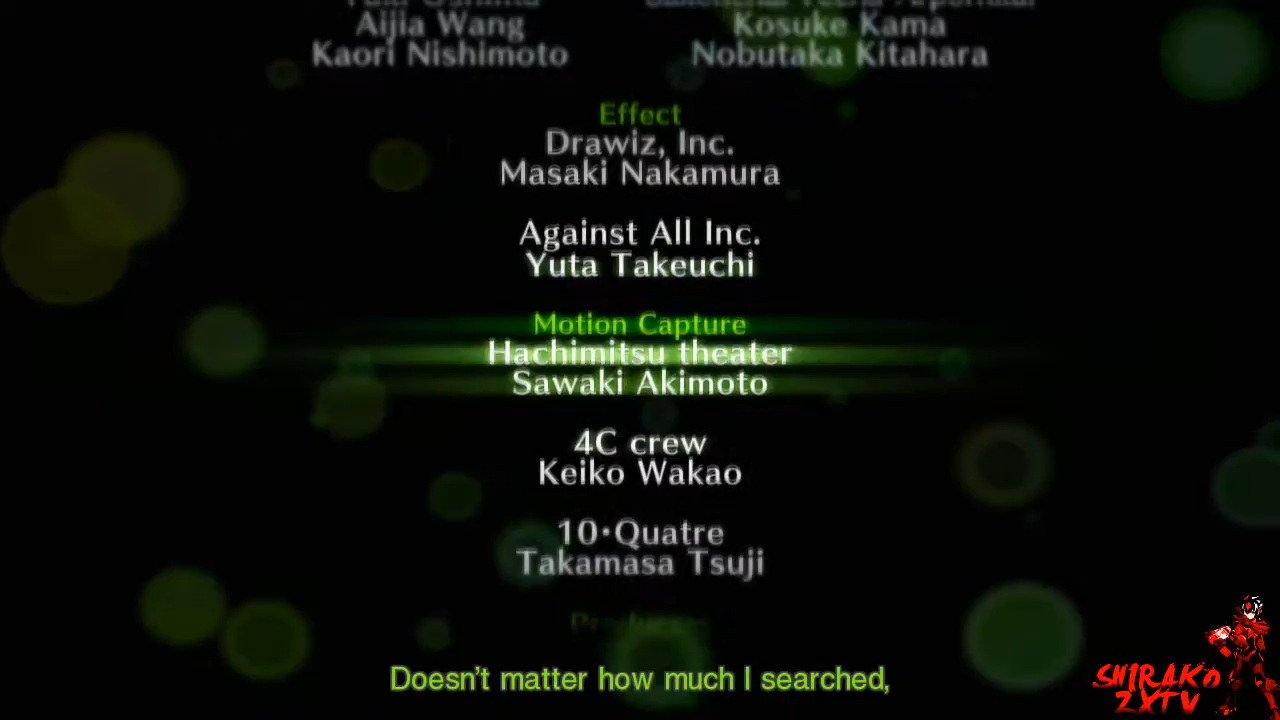 Aijia Wang
Kosuke Kama
Kaori Nishimoto
Nobutaka Kitahara
Effect
Drawiz, Inc.
Masaki Nakamura
Against All Inc.
Yuta Takeuchi
Motion Capture
Hachimitsu theater
Sawaki Akimoto
4C crew
Keiko Wakao
10·Quatre
Takamasa Tsuji
Producer
Doesn't matter how much I searched,
SHIRAKO
ZXTV